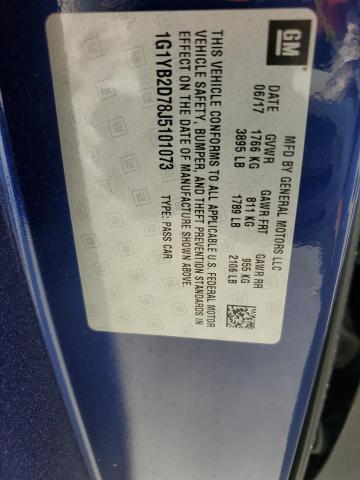 GM
MFD BY GENERAL MOTORS LLC
DATE GVWR GAWR FRT GAWR RR
06/17 1766 KG 811 KG 955 KG
3895 LB 1789 LB 2106 LB
THIS VEHICLE CONFORMS TO ALL APPLICABLE U.S. FEDERAL MOTOR
VEHICLE SAFETY, BUMPER, AND THEFT PREVENTION STANDARDS IN
EFFECT ON THE DATE OF MANUFACTURE SHOWN ABOVE.
1G1YB2D78J5101073 TYPE: PASS CAR